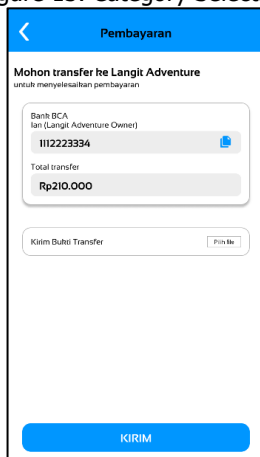 Pembayaran
Mohon transfer ke Langit Adventure
untuk menyelesaikan pembayaran
Bank BCA
Ian (Langit Adventure Owner)
1112223334
Total transfer
Rp210.000
Kirim Bukti Transfer
Pilih file
KIRIM